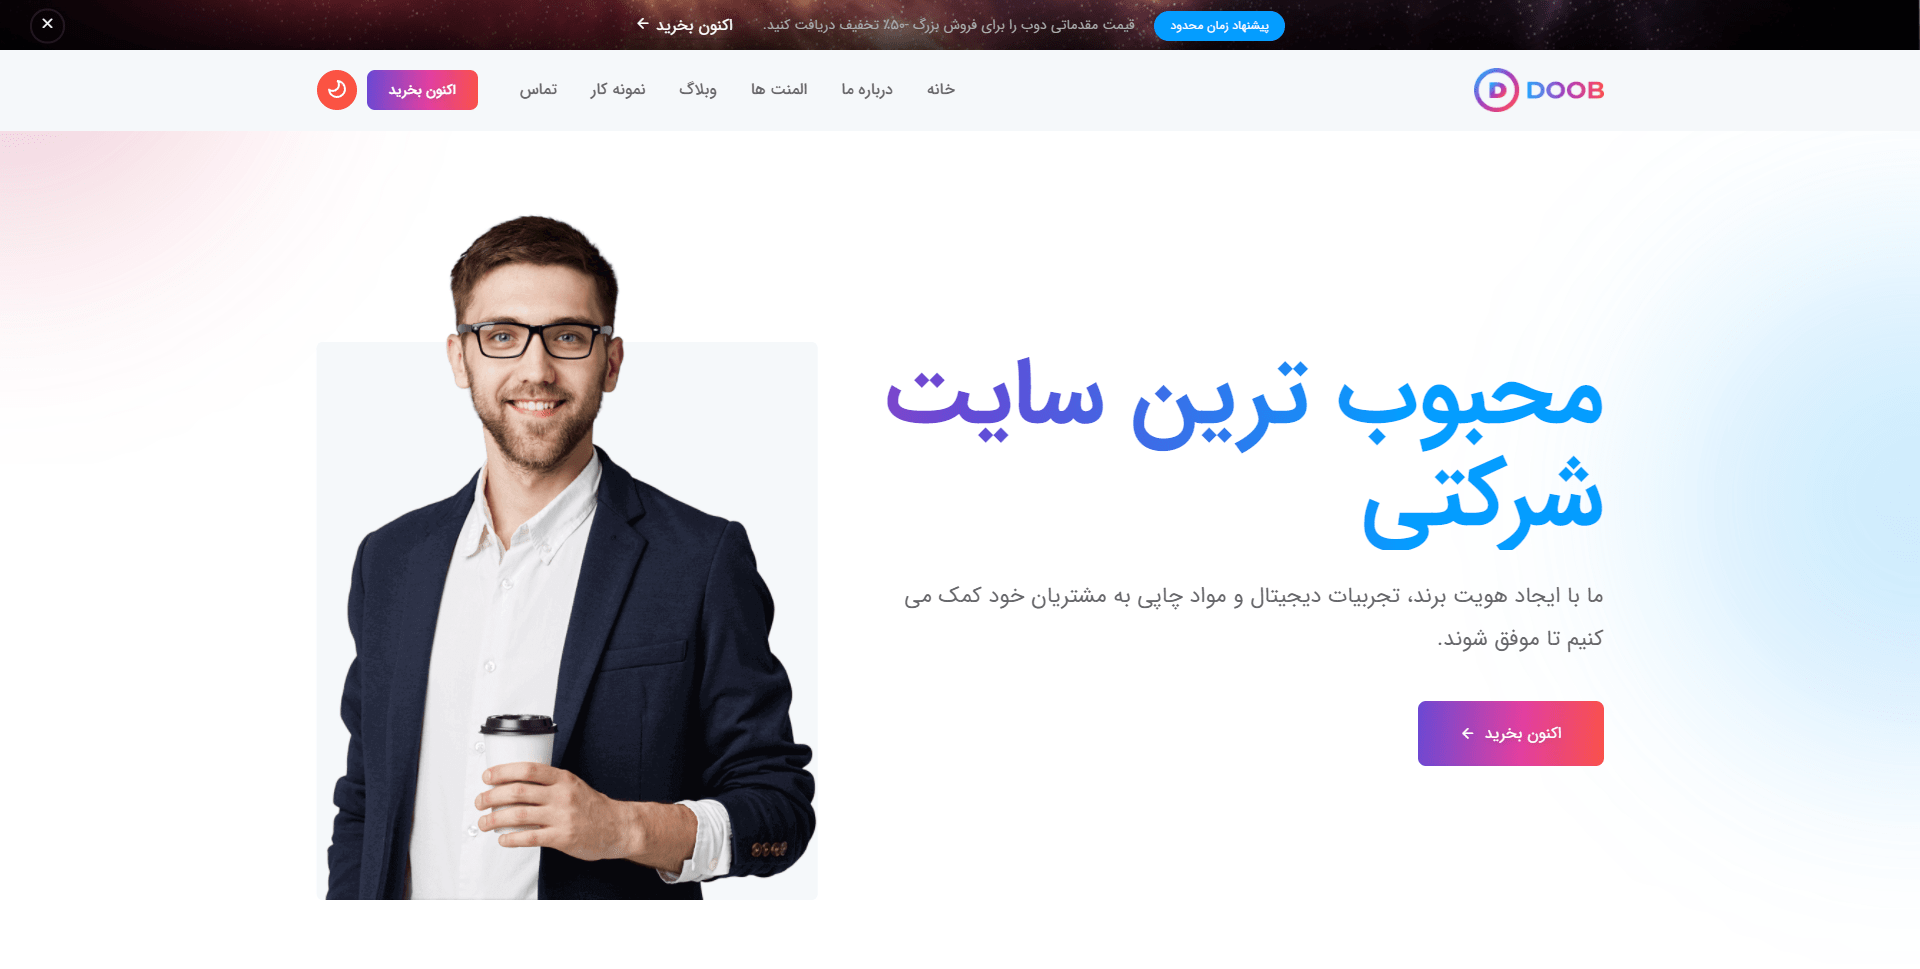 پیشنهاد زمان محدود
قیمت مقدماتی دوب را برای فروش بزرگ -۵۰٪ تخفیف دریافت کنید.
اکنون بخرید
D DOOB
خانه
درباره ما
المنت ها
وبلاگ
نمونه کار
تماس
اکنون بخرید
محبوب ترین سایت
شرکتی
ما با ایجاد هویت برند، تجربیات دیجیتال و مواد چاپی به مشتریان خود کمک می
کنیم تا موفق شوند.
اکنون بخرید